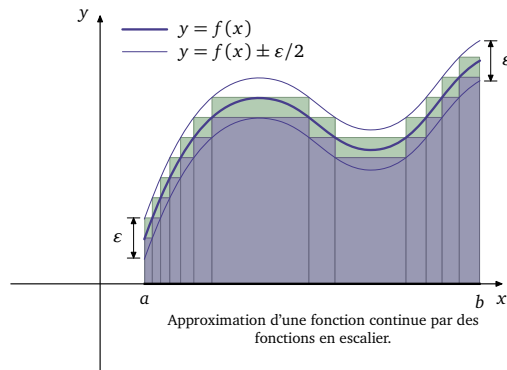 y
y = f(x)
y = f(x) ± ε/2
ε
ε
a
b
x
Approximation d'une fonction continue par des
fonctions en escalier.